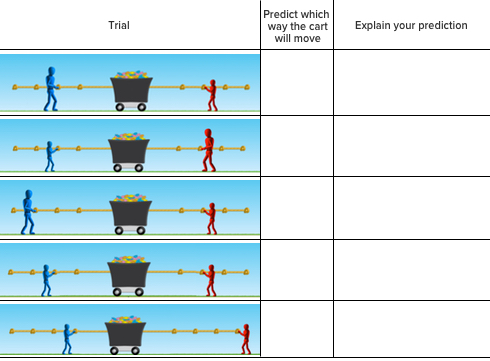 Trial
Predict which
way the cart
will move
Explain your prediction